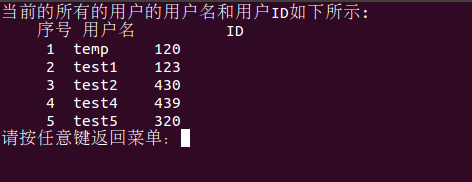 当前的所有的用户的用户名和用户ID如下所示:
序号 用户名 ID
1 temp 120
2 test1 123
3 test2 430
4 test4 439
5 test5 320
请按任意键返回菜单: